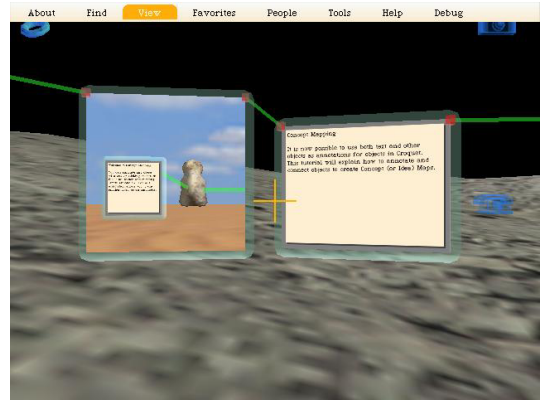 About Find View Favorites People Tools Help Debug
Concept Mapping
It is now possible to use both text and other
objects as annotations for objects in Croquet.
This tutorial will explain how to annotate and
connect objects to create Concept (or Idea) Maps.